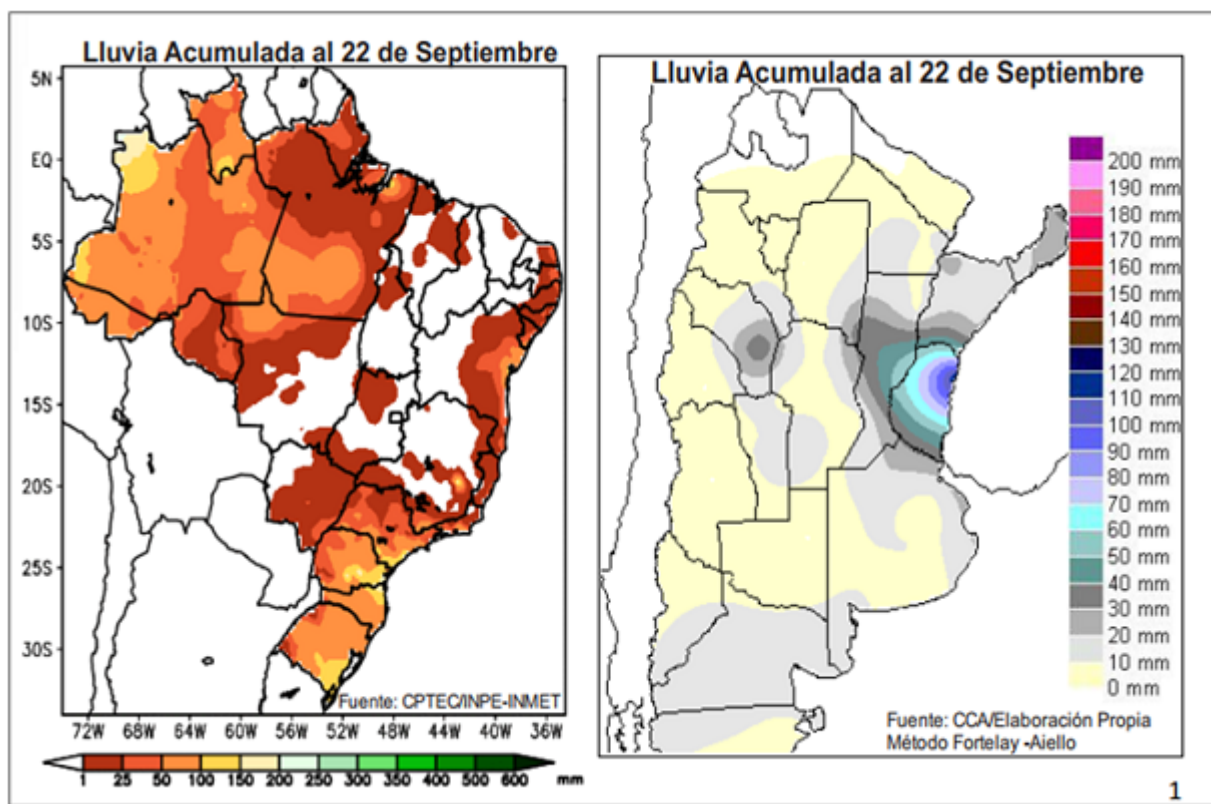 Lluvia Acumulada al 22 de Septiembre
5N
EQ
5S
10S
15S
20S
25S
30S
Fuente: CPTEC/INPE-INMET
72W 68W 64W 60W 56W 52W 48W 44W 40W 36W
1 25 50 100 150 200 250 300 350 400 500 600 mm
Lluvia Acumulada al 22 de Septiembre
200 mm
190 mm
180 mm
170 mm
160 mm
150 mm
140 mm
130 mm
120 mm
110 mm
100 mm
90 mm
80 mm
70 mm
60 mm
50 mm
40 mm
30 mm
20 mm
10 mm
0 mm
Fuente: CCA/Elaboración Propia
Método Fortelay -Aiello
1